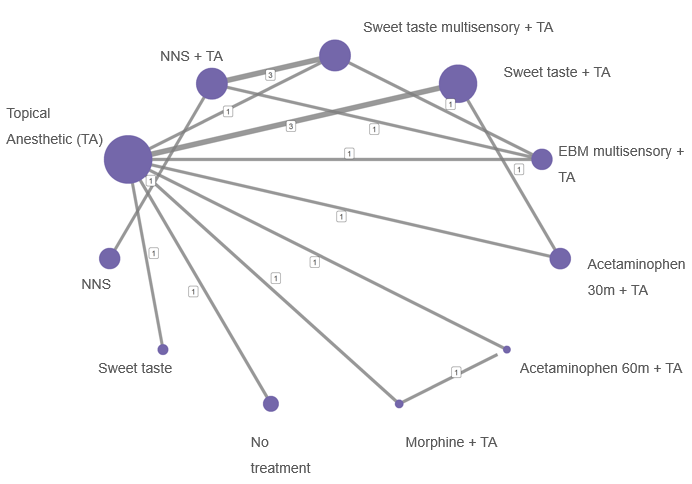 Sweet taste multisensory + TA
NNS + TA
Sweet taste + TA
3
1
1
Topical
Anesthetic (TA)
3
1
1
EBM multisensory +
TA
1
1
1
1
Acetaminophen
30m + TA
NNS
1
1
1
1
Sweet taste
Acetaminophen 60m + TA
1
No
treatment
Morphine + TA